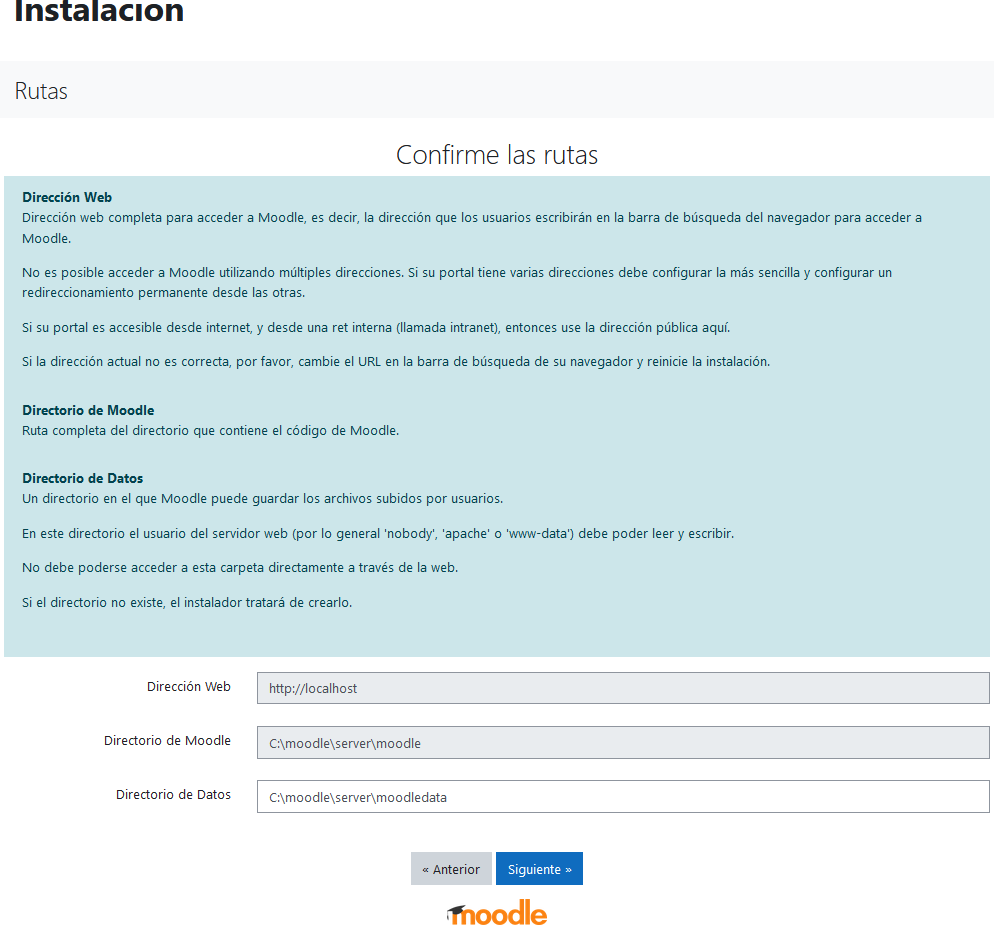 Instalación
Rutas
Confirme las rutas
Dirección Web
Dirección web completa para acceder a Moodle, es decir, la dirección que los usuarios escribirán en la barra de búsqueda del navegador para acceder a
Moodle.
No es posible acceder a Moodle utilizando múltiples direcciones. Si su portal tiene varias direcciones debe configurar la más sencilla y configurar un
redireccionamiento permanente desde las otras.
Si su portal es accesible desde internet, y desde una ret interna (llamada intranet), entonces use la dirección pública aquí.
Si la dirección actual no es correcta, por favor, cambie el URL en la barra de búsqueda de su navegador y reinicie la instalación.
Directorio de Moodle
Ruta completa del directorio que contiene el código de Moodle.
Directorio de Datos
Un directorio en el que Moodle puede guardar los archivos subidos por usuarios.
En este directorio el usuario del servidor web (por lo general 'nobody', 'apache' o 'www-data') debe poder leer y escribir.
No debe poderse acceder a esta carpeta directamente a través de la web.
Si el directorio no existe, el instalador tratará de crearlo.
Dirección Web
http://localhost
Directorio de Moodle
C:\moodle\server\moodle
Directorio de Datos
C:\moodle\server\moodledata
« Anterior
Siguiente »
moodle